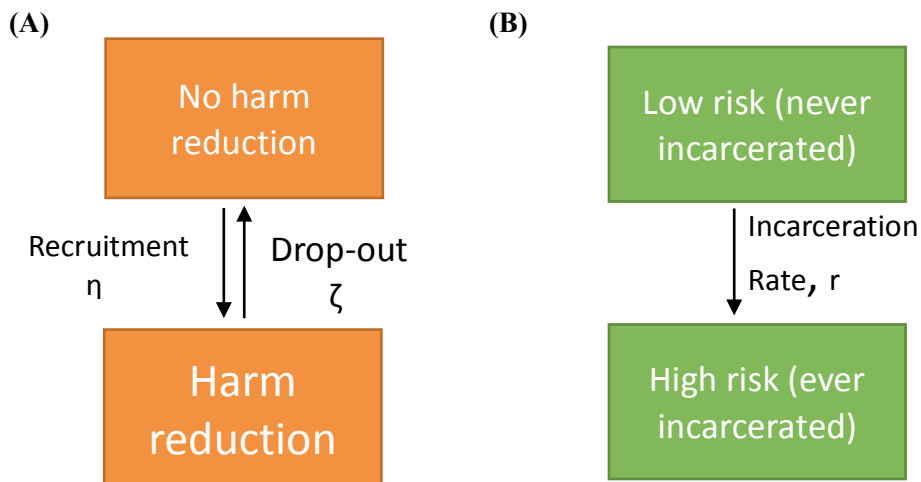 (A)
No harm
reduction
Recruitment
η
Drop-out
ζ
Harm
reduction
(B)
Low risk (never
incarcerated)
Incarceration
Rate, r
High risk (ever
incarcerated)